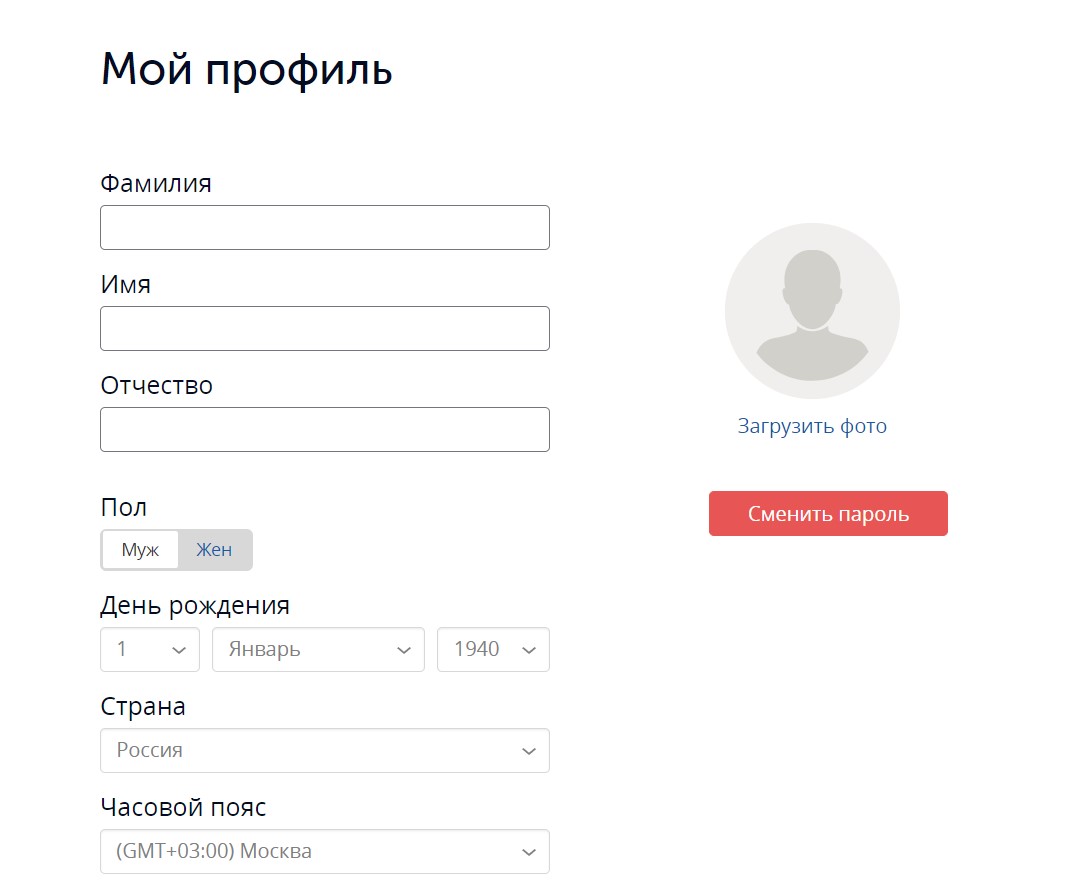 Мой профиль
Фамилия
Имя
Отчество
Загрузить фото
Сменить пароль
Пол
Муж Жен
День рождения
1 Январь 1940
Страна
Россия
Часовой пояс
(GMT+03:00) Москва